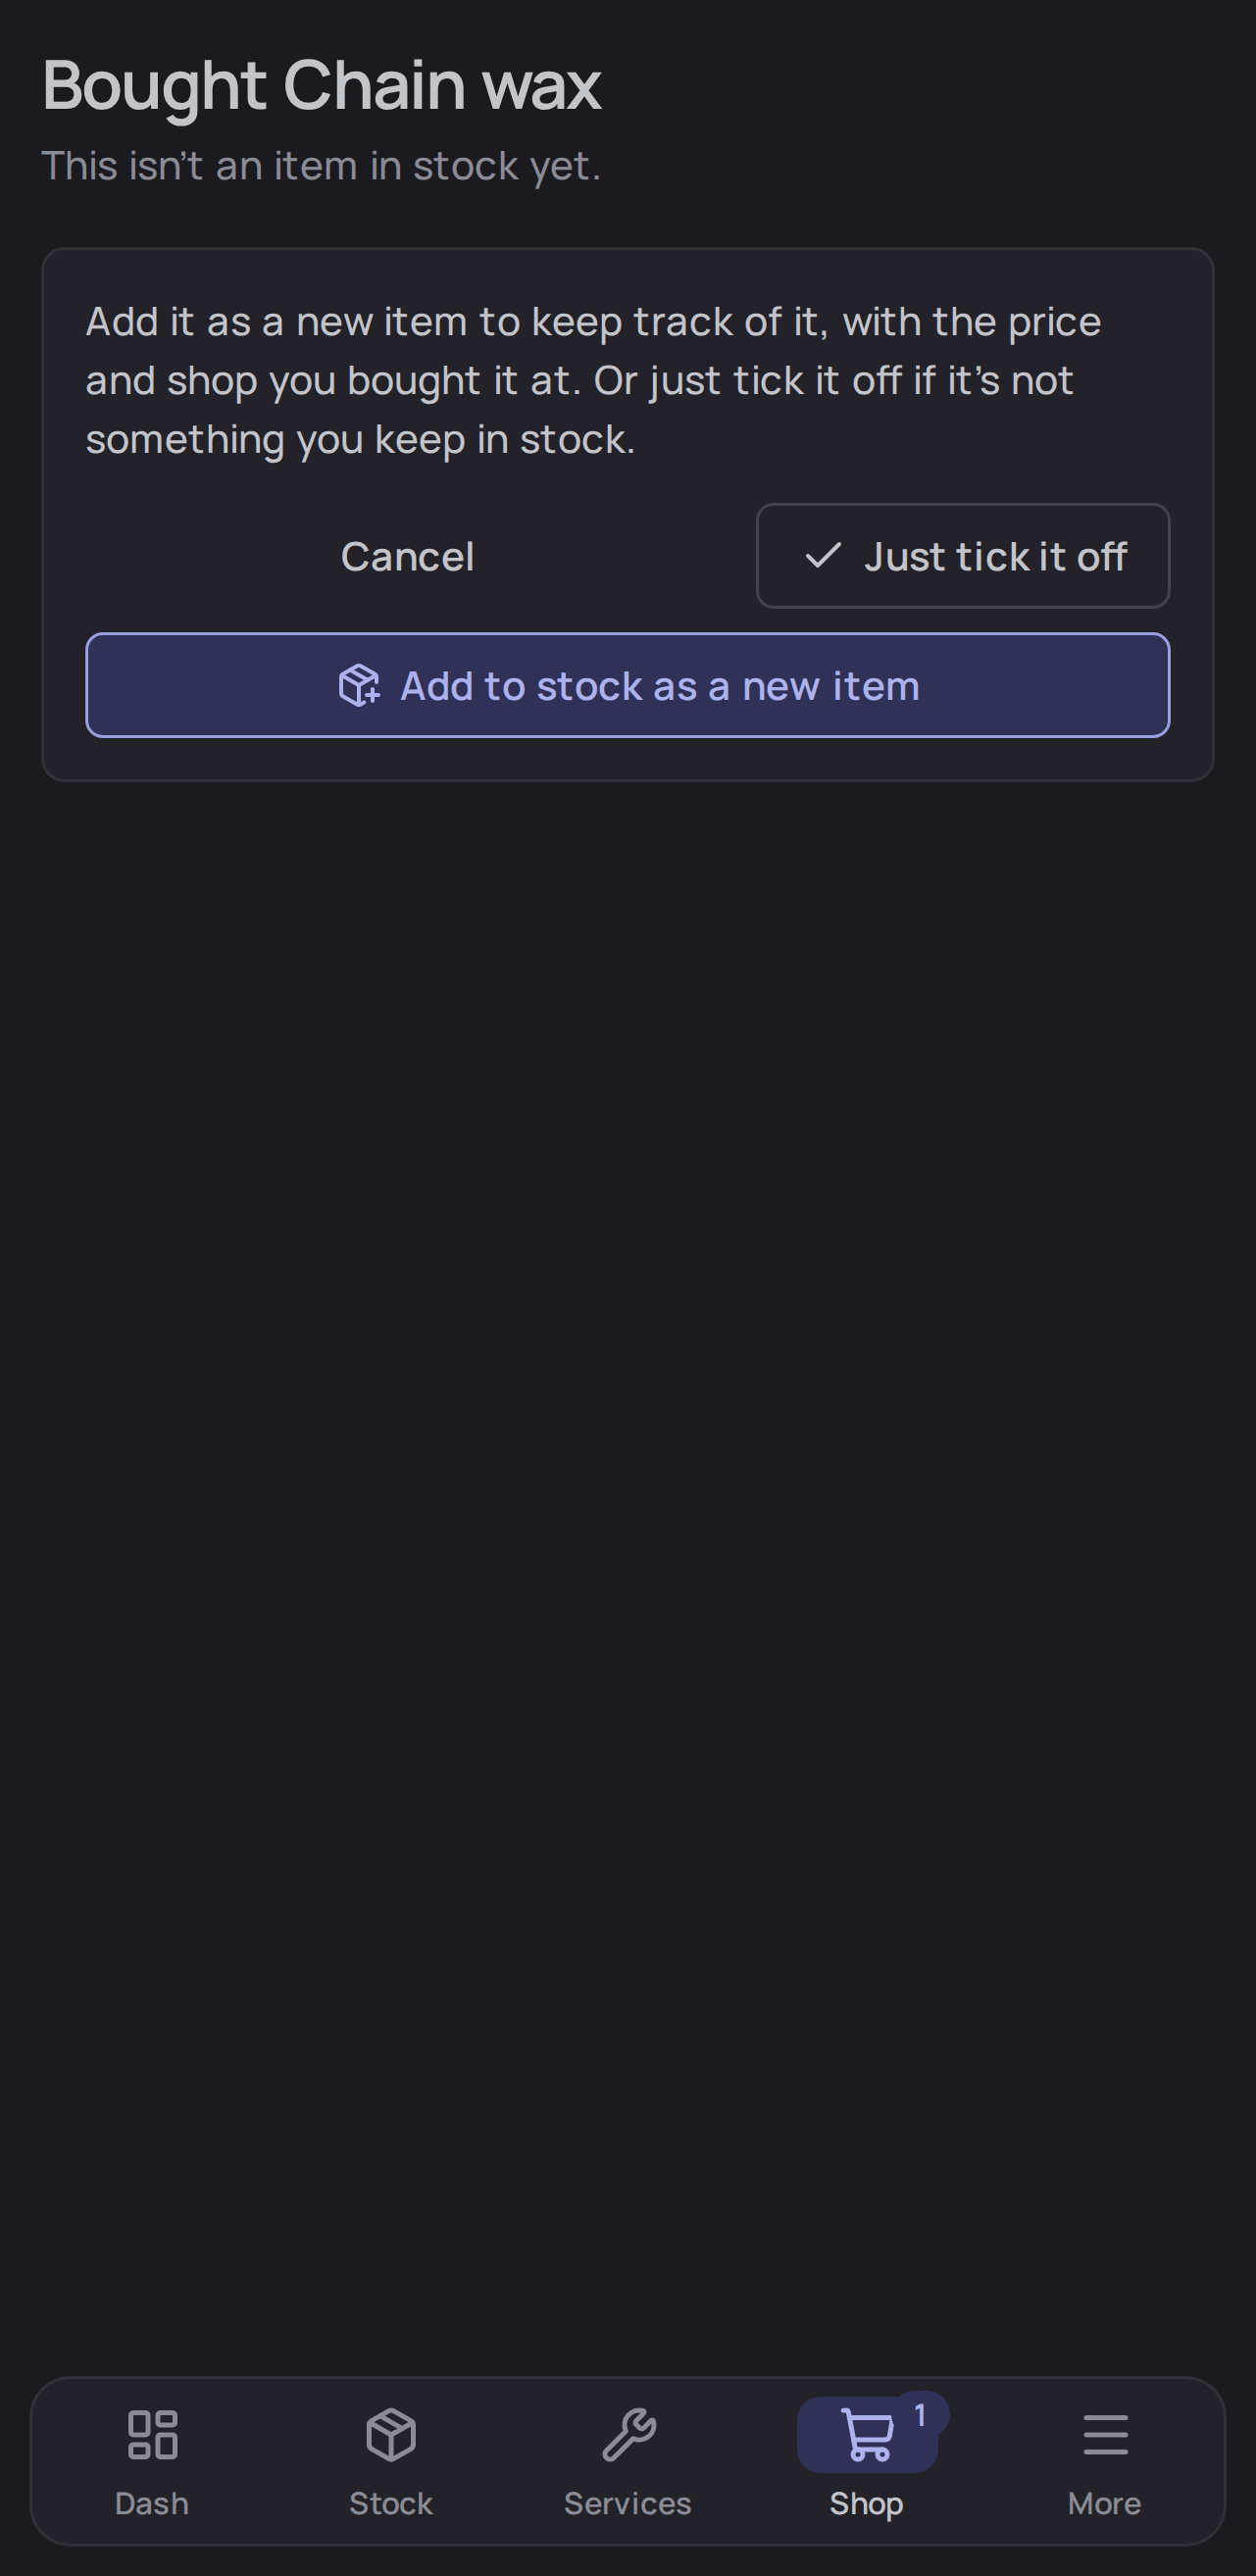 Bought Chain wax
This isn’t an item in stock yet.
Add it as a new item to keep track of it, with the price
and shop you bought it at. Or just tick it off if it’s not
something you keep in stock.
Cancel
Just tick it off
Add to stock as a new item
1
Dash
Stock
Services
Shop
More